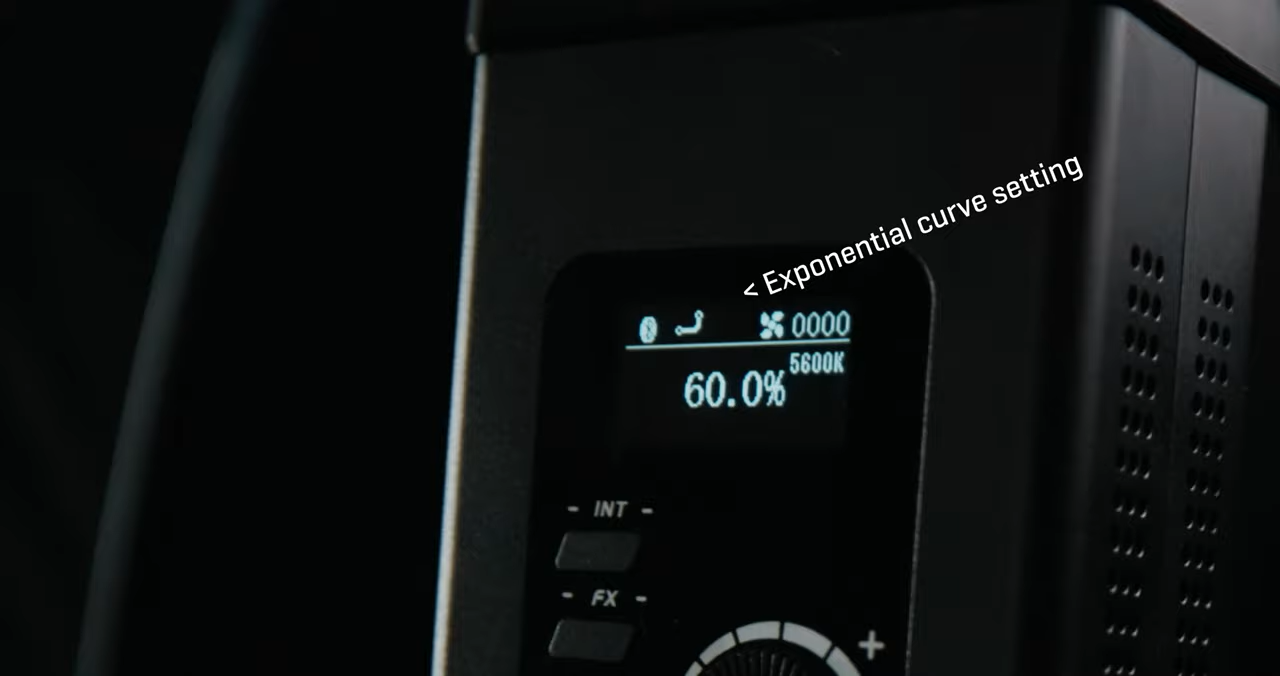 < Exponential curve setting
0000
5600K
60.0%
- INT -
- FX -
+